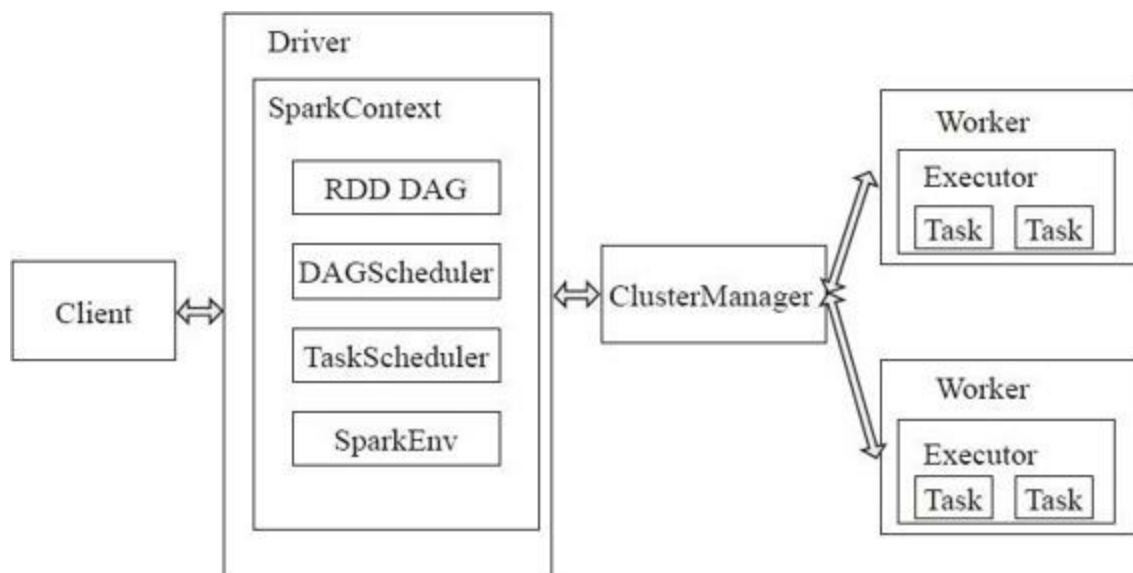 Driver
SparkContext
RDD DAG
DAGScheduler
TaskScheduler
SparkEnv
Client
ClusterManager
Worker
Executor
Task Task
Worker
Executor
Task Task